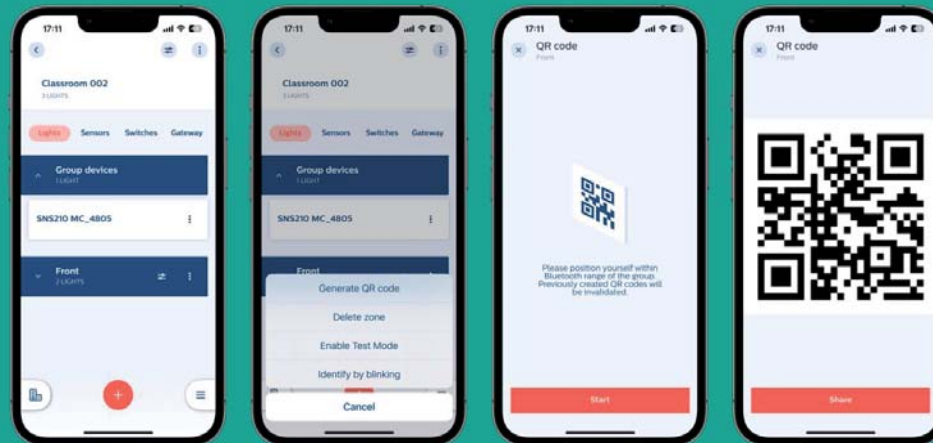 17:11
Classroom 002
3 LIGHTS
Lights Sensors Switches Gateway
Group devices
1 LIGHT
SNS210 MC_4805
Front
2 LIGHTS
17:11
Classroom 002
3 LIGHTS
Lights Sensors Switches Gateway
Group devices
1 LIGHT
SNS210 MC_4805
Front
Generate QR code
Delete zone
Enable Test Mode
Identify by blinking
Cancel
17:11
QR code
Front
Please position yourself within
Bluetooth range of the group.
Previously created QR codes will
be invalidated.
Start
17:11
QR code
Front
Share